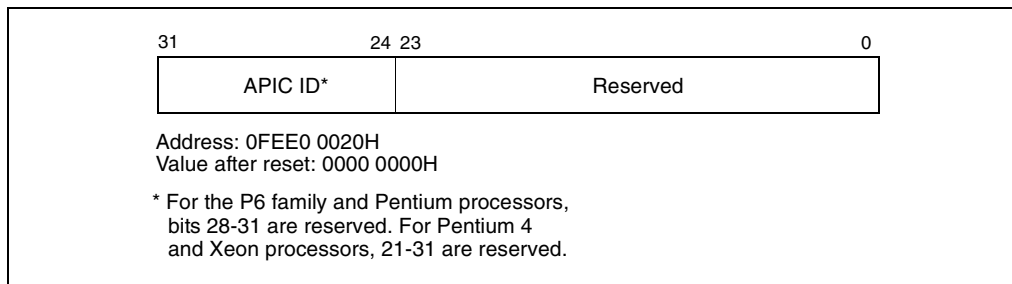 31 24 23 0
APIC ID* Reserved
Address: 0FEE0 0020H
Value after reset: 0000 0000H
* For the P6 family and Pentium processors,
bits 28-31 are reserved. For Pentium 4
and Xeon processors, 21-31 are reserved.